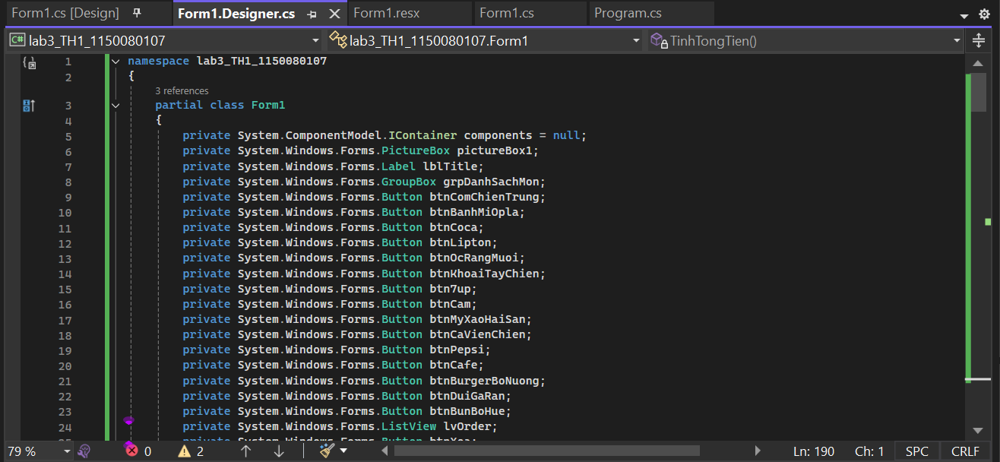 Form1.cs [Design] Form1.Designer.cs Form1.resx Form1.cs Program.cs
C# lab3_TH1_1150080107 lab3_TH1_1150080107.Form1 TinhTongTien()
1 namespace lab3_TH1_1150080107
2 {
3 references
3 partial class Form1
4 {
5 private System.ComponentModel.IContainer components = null;
6 private System.Windows.Forms.PictureBox pictureBox1;
7 private System.Windows.Forms.Label lblTitle;
8 private System.Windows.Forms.GroupBox grpDanhSachMon;
9 private System.Windows.Forms.Button btnComChienTrung;
10 private System.Windows.Forms.Button btnBanhMiOpla;
11 private System.Windows.Forms.Button btnCoca;
12 private System.Windows.Forms.Button btnLipton;
13 private System.Windows.Forms.Button btnOcRangMuoi;
14 private System.Windows.Forms.Button btnKhoaiTayChien;
15 private System.Windows.Forms.Button btn7up;
16 private System.Windows.Forms.Button btnCam;
17 private System.Windows.Forms.Button btnMyXaoHaiSan;
18 private System.Windows.Forms.Button btnCaVienChien;
19 private System.Windows.Forms.Button btnPepsi;
20 private System.Windows.Forms.Button btnCafe;
21 private System.Windows.Forms.Button btnBurgerBoNuong;
22 private System.Windows.Forms.Button btnDuiGaRan;
23 private System.Windows.Forms.Button btnBunBoHue;
24 private System.Windows.Forms.ListView lvOrder;
25 private System.Windows.Forms.Button btnXoa;
79 % 0 2 Ln: 190 Ch: 1 SPC CRLF